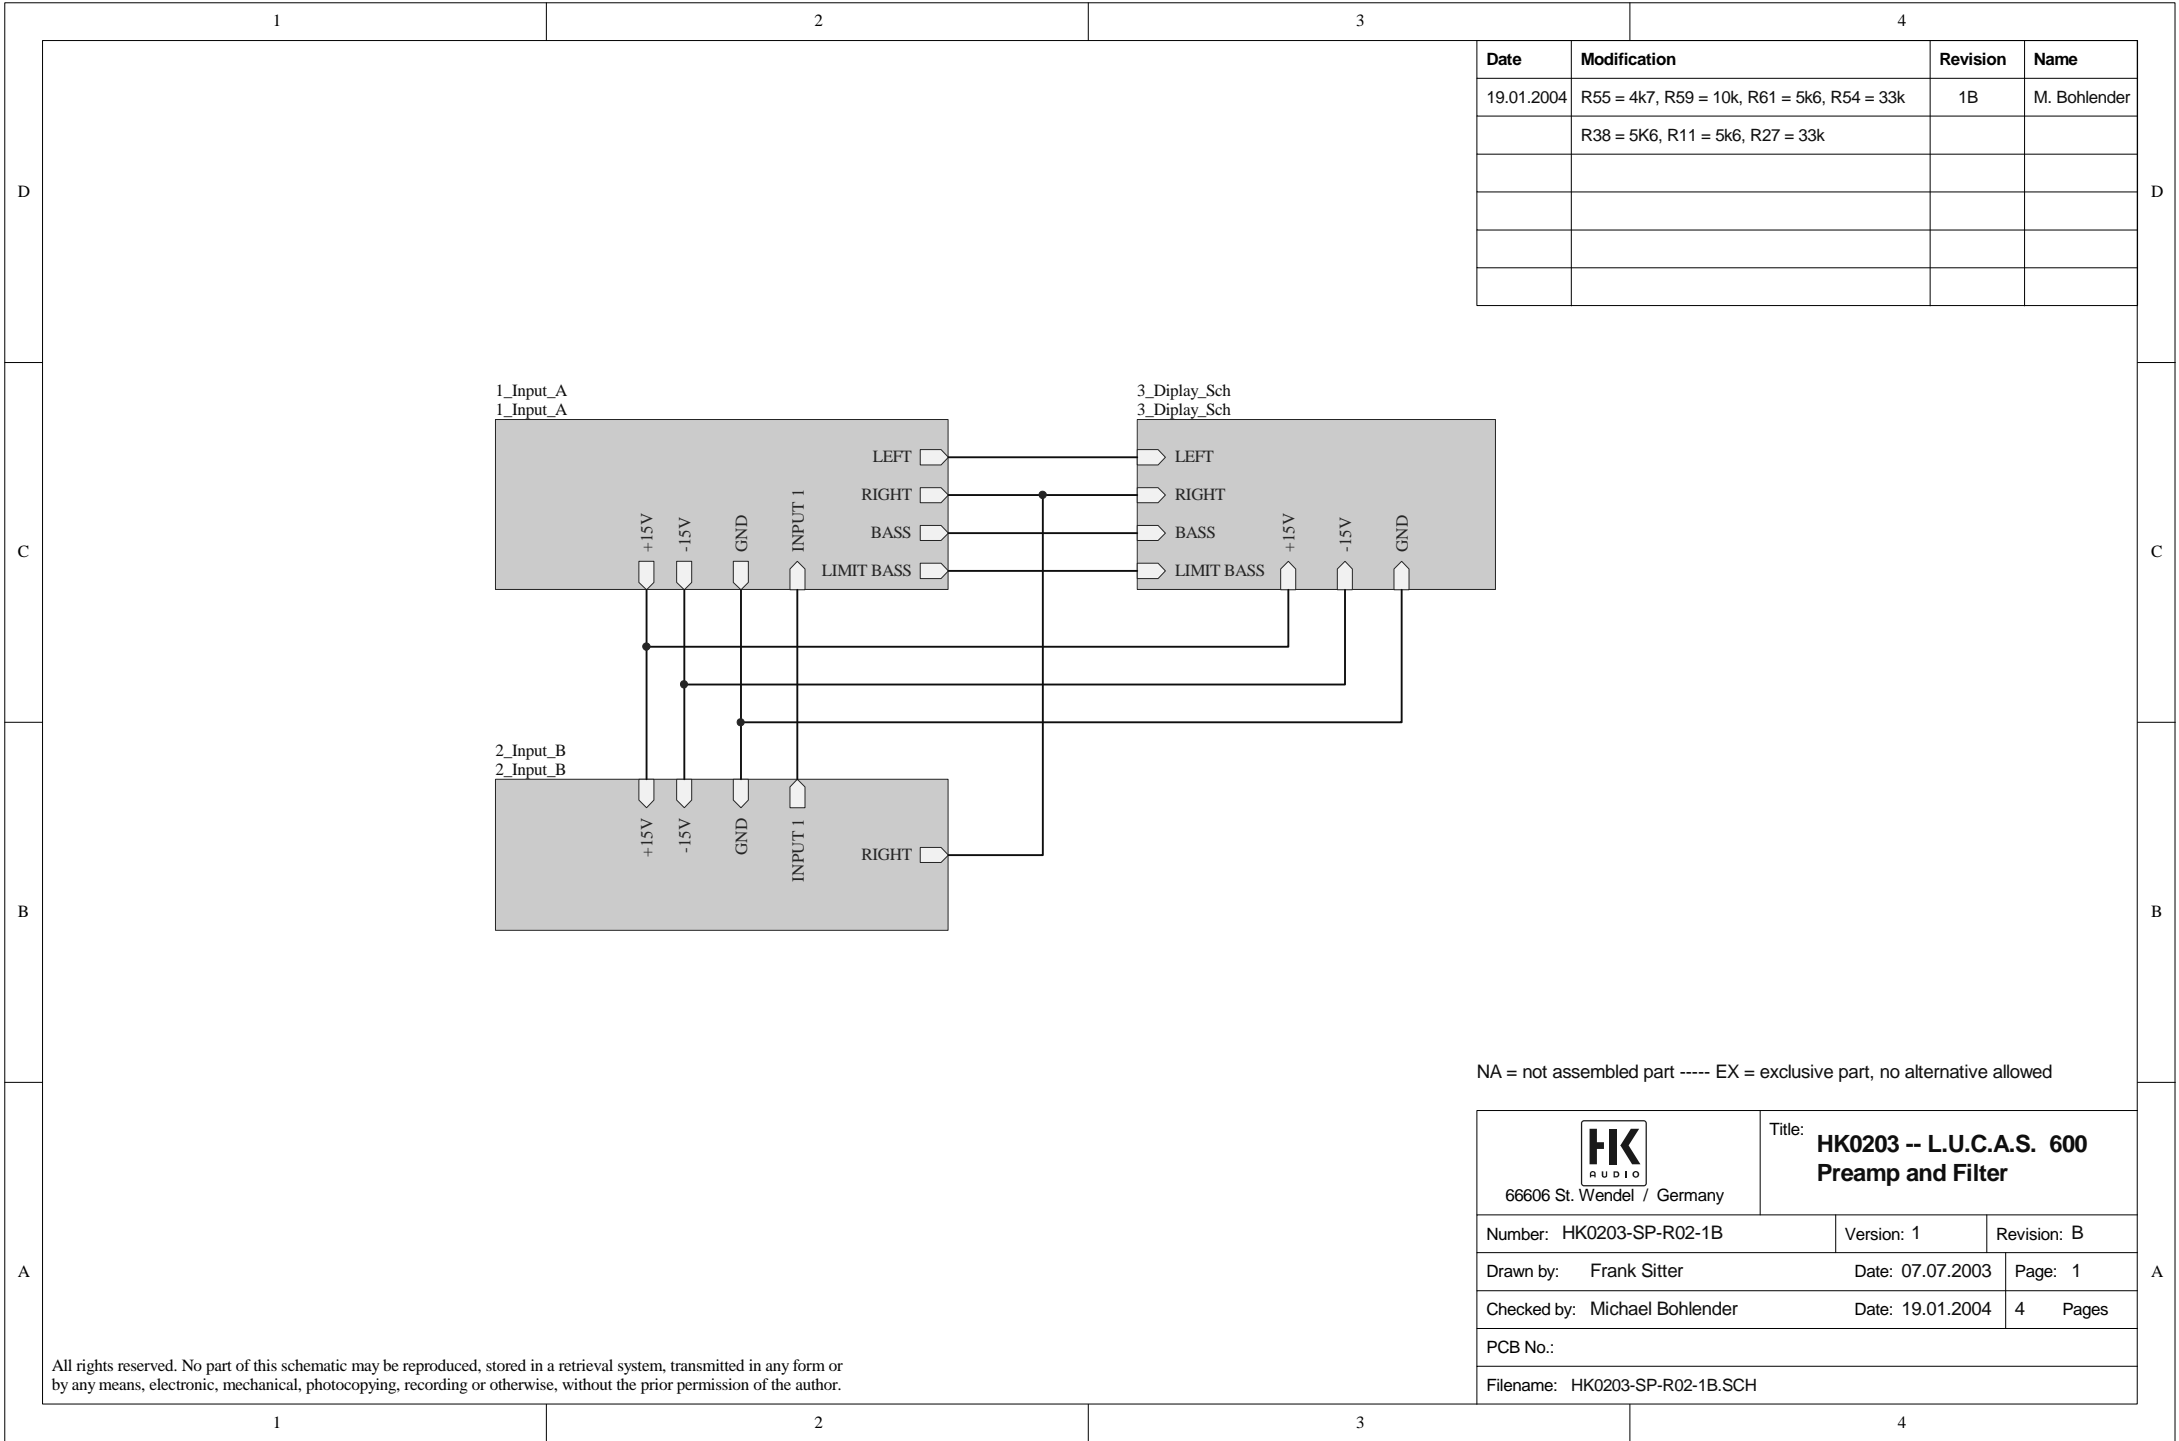 1 2 3 4
Date Modification Revision Name
19.01.2004 R55 = 4k7, R59 = 10k, R61 = 5k6, R54 = 33k 1B M. Bohlender
R38 = 5K6, R11 = 5k6, R27 = 33k
D D
1_Input_A
1_Input_A
3_Diplay_Sch
3_Diplay_Sch
LEFT
RIGHT
BASS
LIMIT BASS
+15V
-15V
GND
INPUT 1
LEFT
RIGHT
BASS
LIMIT BASS
+15V
-15V
GND
C C
2_Input_B
2_Input_B
+15V
-15V
GND
INPUT 1
RIGHT
B B
NA = not assembled part ----- EX = exclusive part, no alternative allowed
HK
AUDIO
66606 St. Wendel / Germany
Title: HK0203 -- L.U.C.A.S. 600
Preamp and Filter
Number: HK0203-SP-R02-1B Version: 1 Revision: B
Drawn by: Frank Sitter Date: 07.07.2003 Page: 1
Checked by: Michael Bohlender Date: 19.01.2004 4 Pages
PCB No.:
Filename: HK0203-SP-R02-1B.SCH
A A
All rights reserved. No part of this schematic may be reproduced, stored in a retrieval system, transmitted in any form or
by any means, electronic, mechanical, photocopying, recording or otherwise, without the prior permission of the author.
1 2 3 4